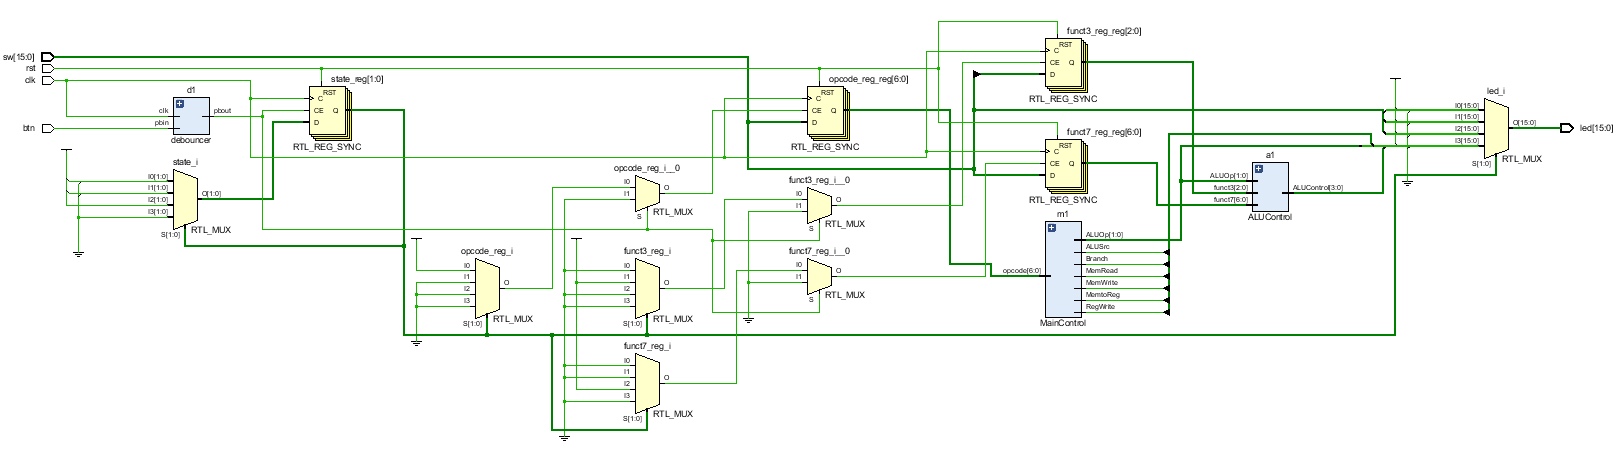 sw[15:0]
rst
clk
btn
d1
clk
pbin
pbout
debouncer
state_reg[1:0]
RST
C
CE
D
Q
RTL_REG_SYNC
state_i
I0[1:0]
I1[1:0]
I2[1:0]
I3[1:0]
S[1:0]
O[1:0]
RTL_MUX
opcode_reg_i
I0
I1
I2
I3
S[1:0]
O
RTL_MUX
opcode_reg_i__0
I0
I1
S
O
RTL_MUX
funct3_reg_i
I0
I1
I2
I3
S[1:0]
O
RTL_MUX
funct7_reg_i
I0
I1
I2
I3
S[1:0]
O
RTL_MUX
opcode_reg_reg[6:0]
RST
C
CE
D
Q
RTL_REG_SYNC
funct3_reg_i__0
I0
I1
S
O
RTL_MUX
funct7_reg_i__0
I0
I1
S
O
RTL_MUX
funct3_reg_reg[2:0]
RST
C
CE
D
Q
RTL_REG_SYNC
funct7_reg_reg[6:0]
RST
C
CE
D
Q
RTL_REG_SYNC
m1
opcode[6:0]
ALUOp[1:0]
ALUSrc
Branch
MemRead
MemWrite
MemtoReg
RegWrite
MainControl
a1
ALUOp[1:0]
funct3[2:0]
funct7[6:0]
ALUControl[3:0]
ALUControl
led_i
I0[15:0]
I1[15:0]
I2[15:0]
I3[15:0]
S[1:0]
O[15:0]
RTL_MUX
led[15:0]